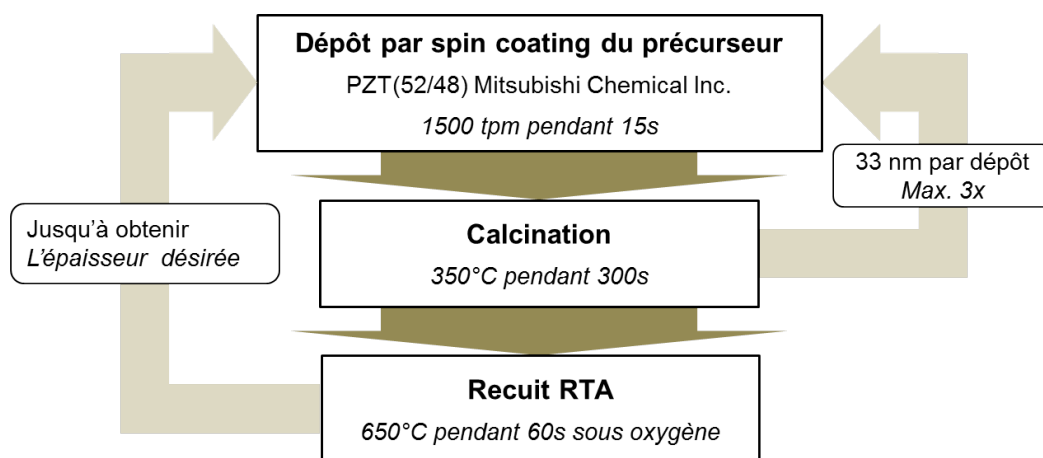 Dépôt par spin coating du précurseur
PZT(52/48) Mitsubishi Chemical Inc.
1500 tpm pendant 15s
33 nm par dépôt
Max. 3x
Jusqu'à obtenir
L'épaisseur désirée
Calcination
350°C pendant 300s
Recuit RTA
650°C pendant 60s sous oxygène